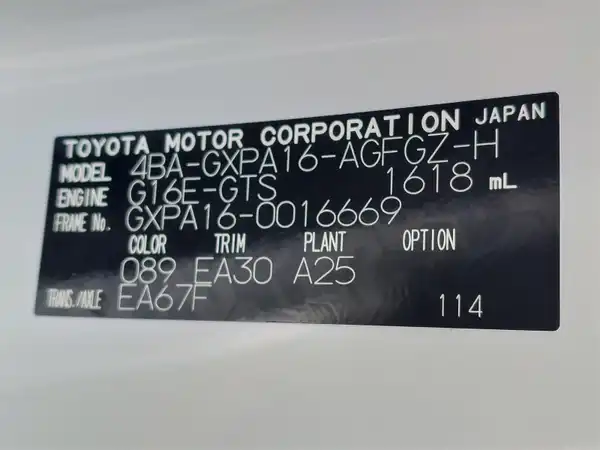 TOYOTA MOTOR CORPORATION JAPAN
MODEL 4BA-GXPA16-AGFGZ-H
ENGINE G16E-GTS 1618 mL
FRAME No. GXPA16-0016669
COLOR TRIM PLANT OPTION
089 EA30 A25
TRANS./AXLE EA67F
114